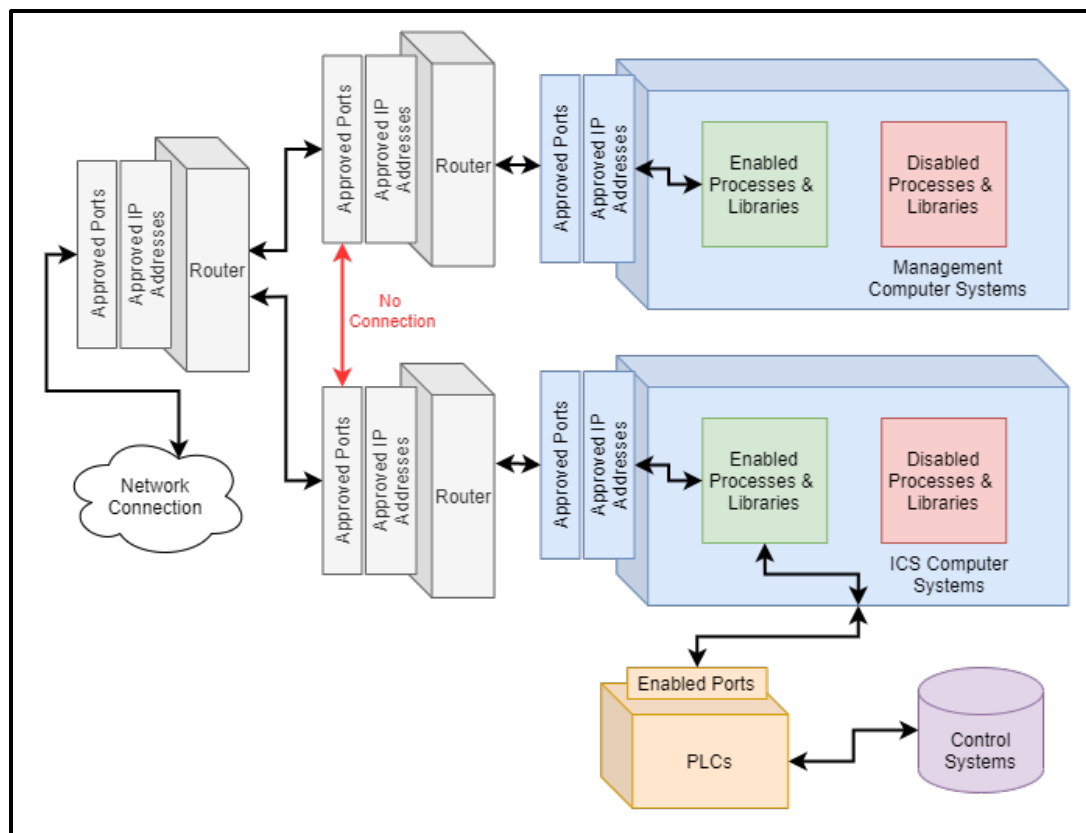 Approved Ports
Approved IP
Addresses
Router
Network
Connection
Approved Ports
Approved IP
Addresses
Router
Approved Ports
Approved IP
Addresses
Enabled
Processes &
Libraries
Disabled
Processes &
Libraries
Management
Computer Systems
No
Connection
Approved Ports
Approved IP
Addresses
Router
Approved Ports
Approved IP
Addresses
Enabled
Processes &
Libraries
Disabled
Processes &
Libraries
ICS Computer
Systems
Enabled Ports
PLCs
Control
Systems